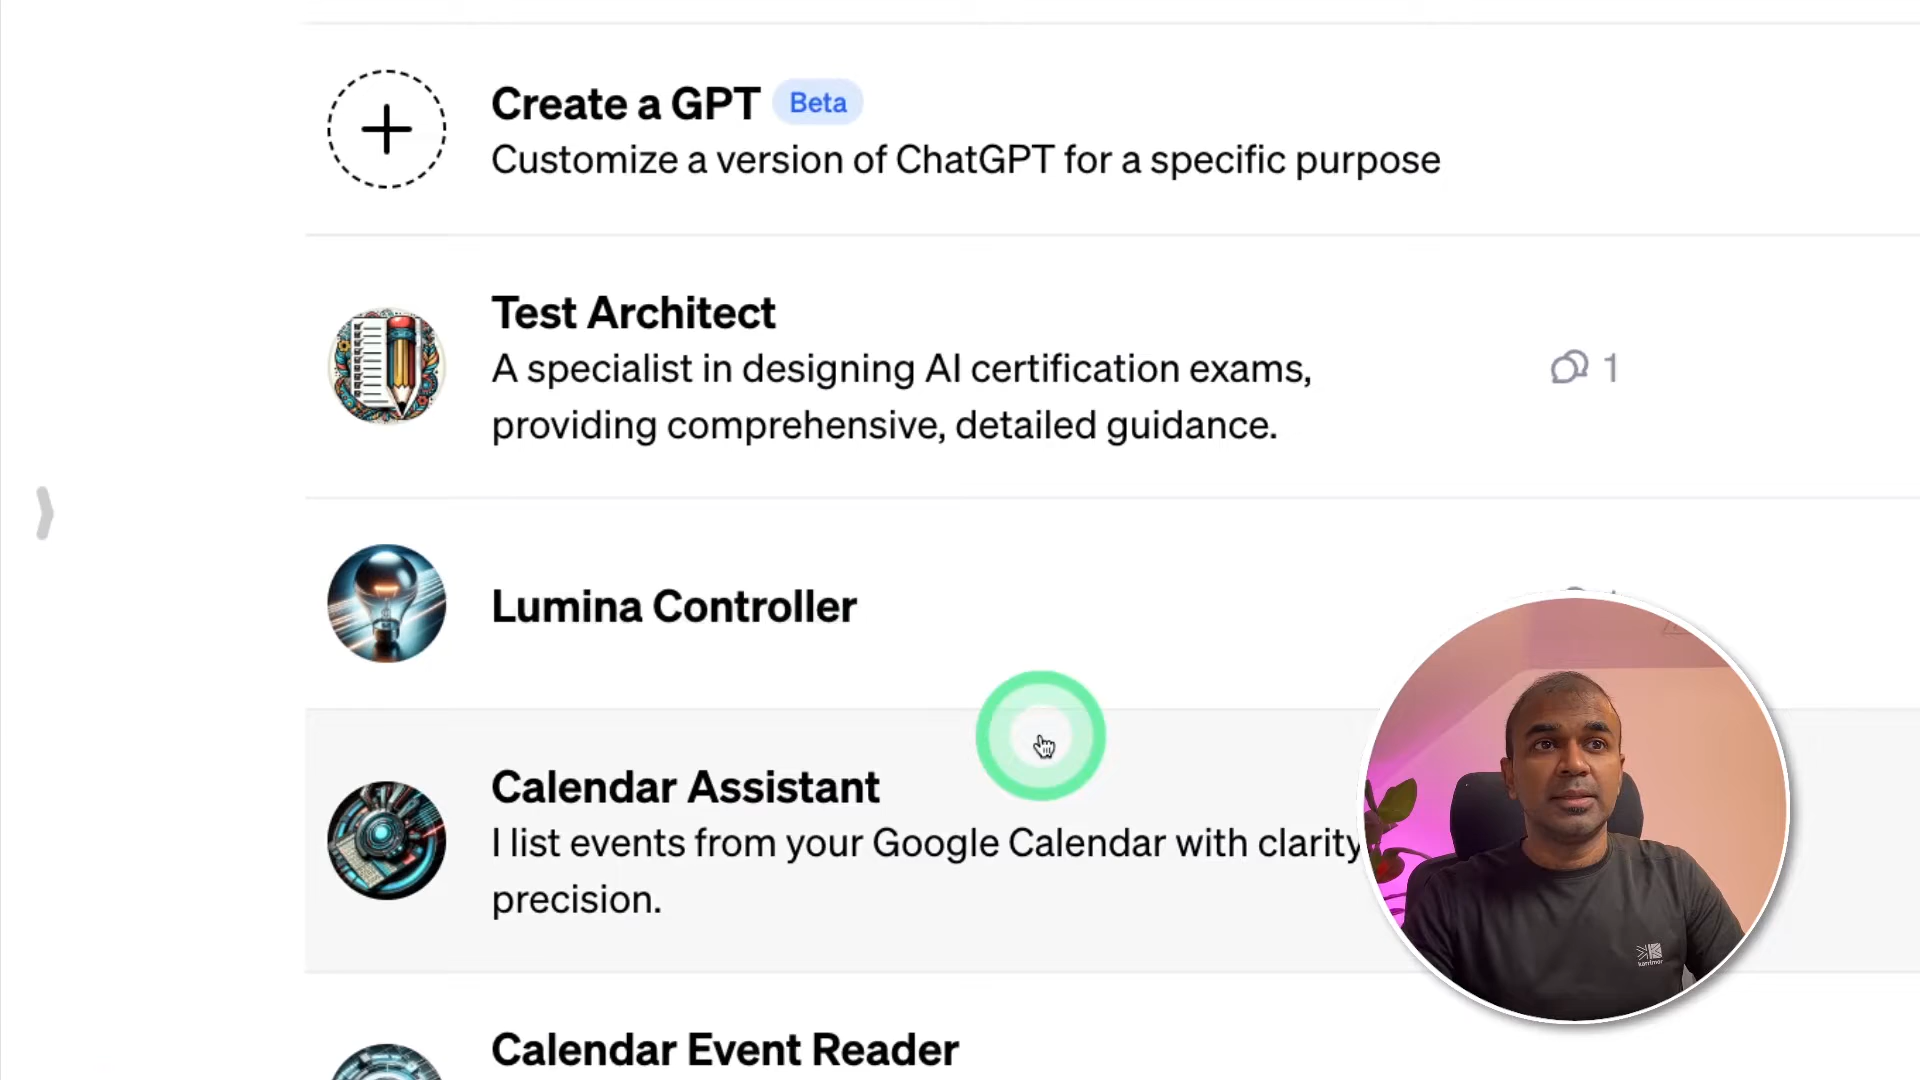 Create a GPT Beta
Customize a version of ChatGPT for a specific purpose
Test Architect
A specialist in designing AI certification exams,
providing comprehensive, detailed guidance.
1
Lumina Controller
Calendar Assistant
I list events from your Google Calendar with clarity
precision.
karrimor
Calendar Event Reader